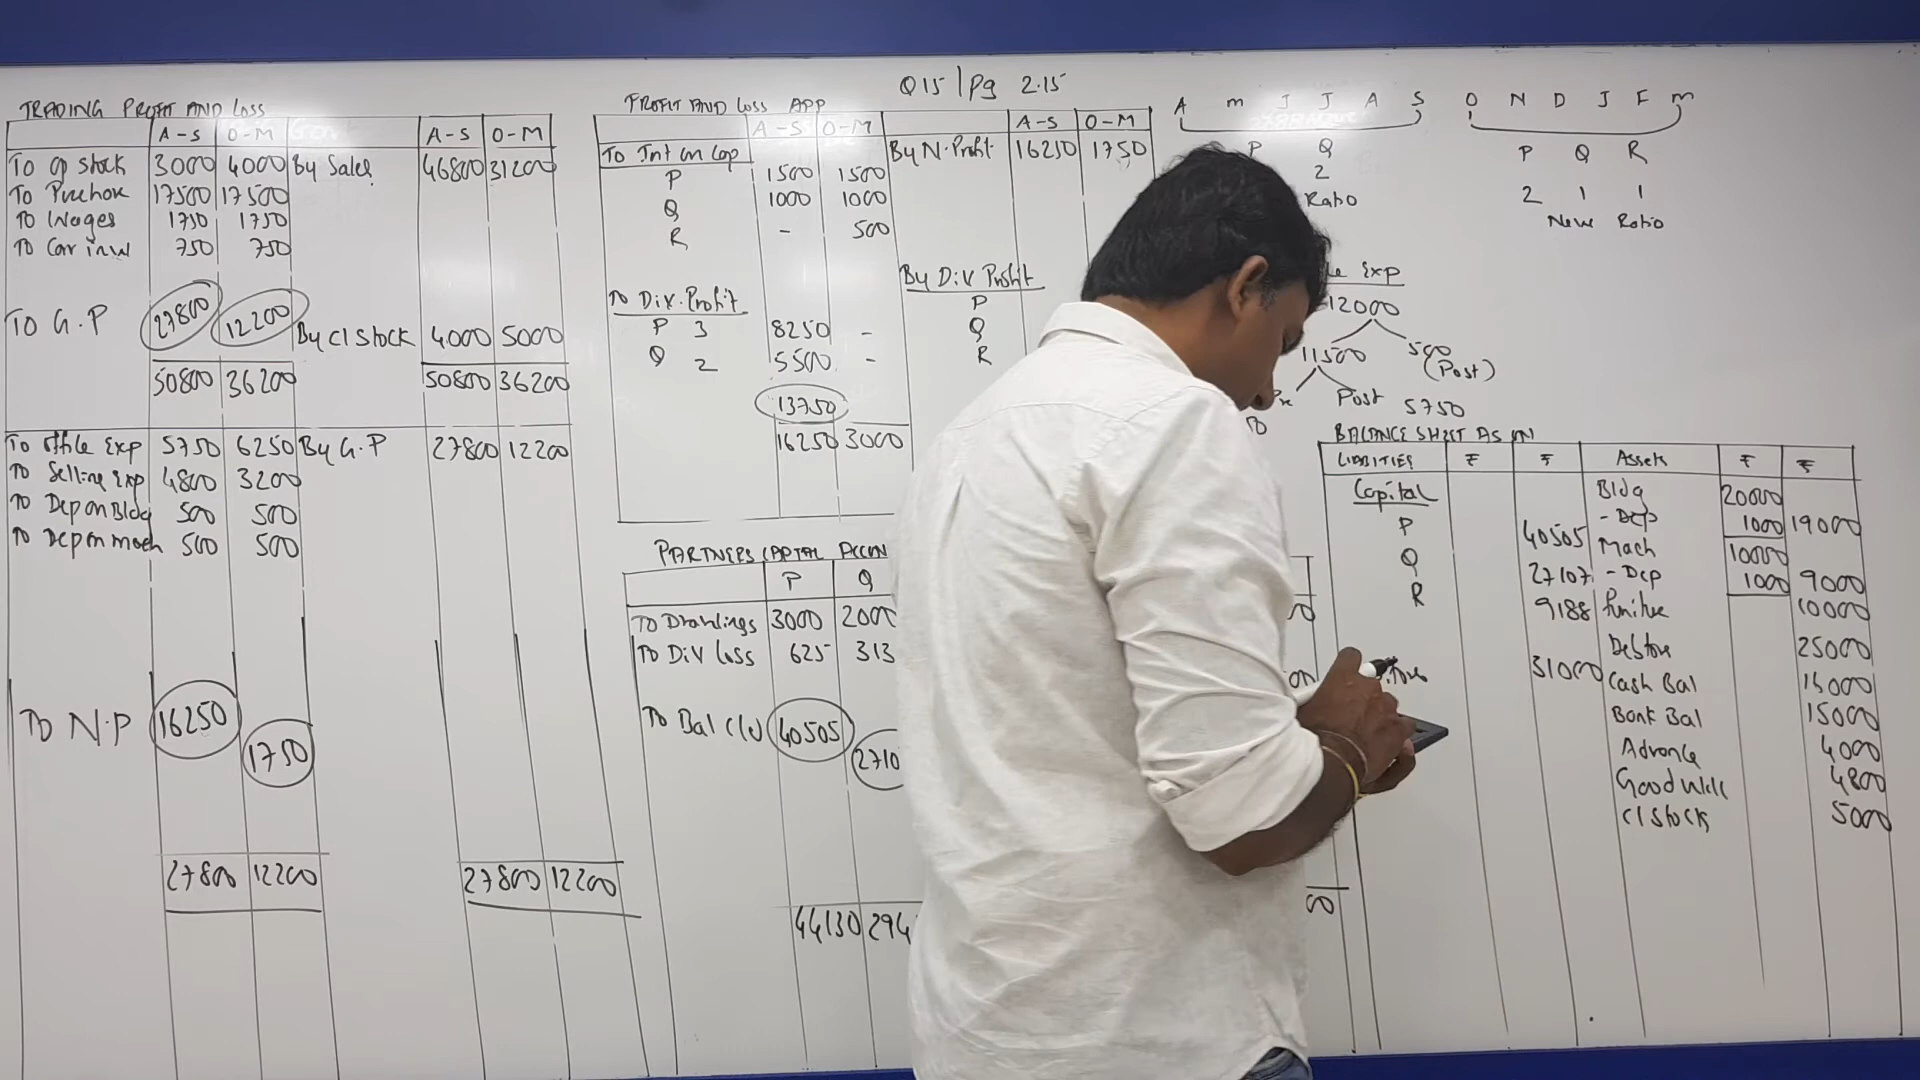 Q15 | Pg 2.15
TRADING PROFIT AND LOSS
A-S O-M A-S O-M
To Op stock 3000 4000 By Sales 46800 31200
To Purchase 17500 17500
To Wages 1750 1750
To Car inw 750 750
To G.P 27800 12200 By Cl Stock 4000 5000
50800 36200 50800 36200
To office Exp 5750 6250 By G.P 27800 12200
To Selling Exp 4800 3200
To Dep on Bldg 500 500
To Dep on mach 500 500
To N.P 16250 1750
27800 12200 27800 12200
PROFIT AND LOSS APP
A-S O-M A-S O-M
To Int on Cap By N.Profit 16250 1750
P 1500 1500
Q 1000 1000
R - 500
To Div.Profit By Div Profit
P 3 8250 - P
Q 2 5500 - Q
R
13750
16250 3000
PARTNERS CAPITAL ACCON
P Q
To Drawings 3000 2000
To Div loss 625 313
To Bal c/d 40505 2710
44130 294
A M J J A S O N D J F M
P Q P Q R
2 2 1 1
Ratio New Ratio
Exp
12000
11500 500 (Post)
Post 5750
BALANCE SHEET AS ON
LIABITIES ₹ ₹ Assets ₹ ₹
Capital Bldg 20000
P 40505 - Dep 1000 19000
Q 27107 Mach 10000
R 9188 - Dep 1000 9000
Furniture 10000
Debtors 25000
31000 Cash Bal 15000
Bank Bal 15000
Advance 4000
Goodwill 4800
Cl Stock 5000